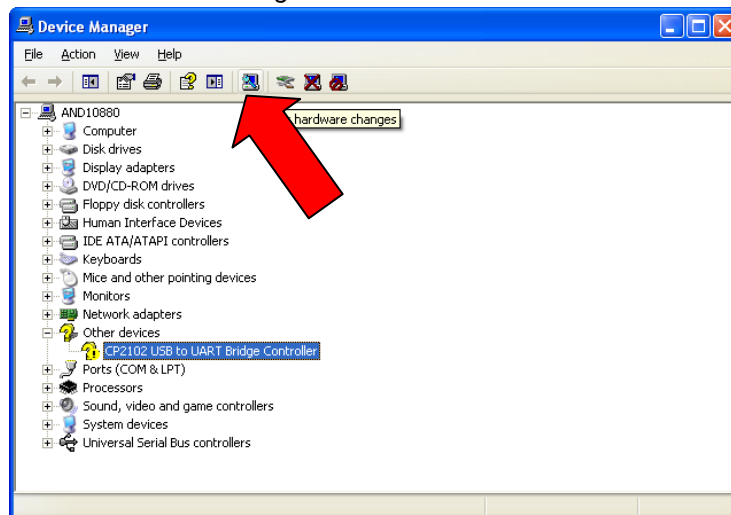 Device Manager
File Action View Help
hardware changes
AND10880
Computer
Disk drives
Display adapters
DVD/CD-ROM drives
Floppy disk controllers
Human Interface Devices
IDE ATA/ATAPI controllers
Keyboards
Mice and other pointing devices
Monitors
Network adapters
Other devices
CP2102 USB to UART Bridge Controller
Ports (COM & LPT)
Processors
Sound, video and game controllers
System devices
Universal Serial Bus controllers